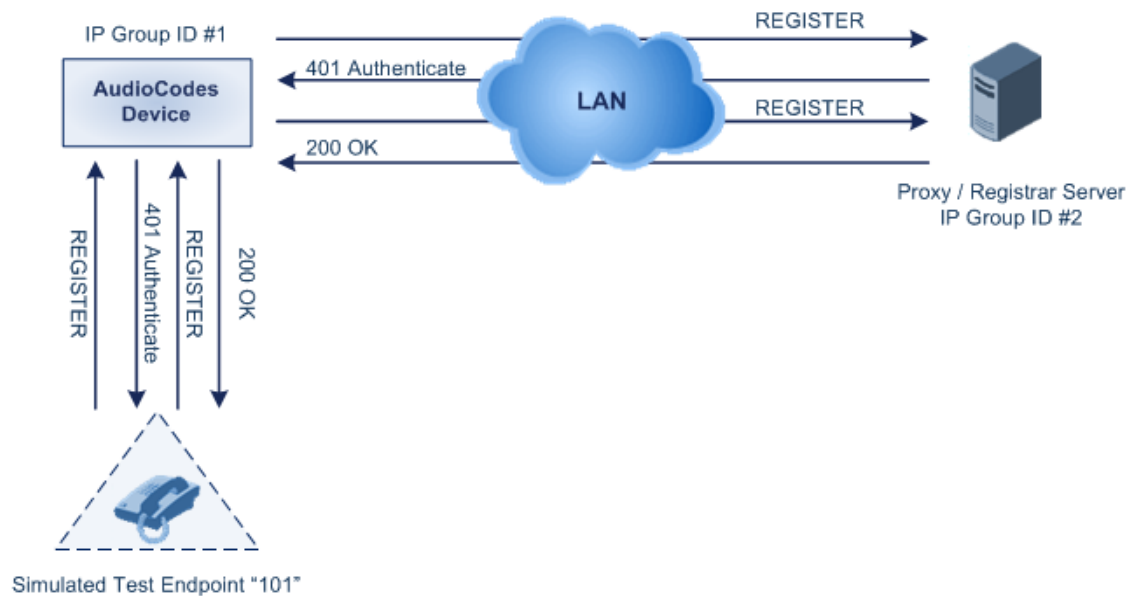 IP Group ID #1
REGISTER
401 Authenticate
AudioCodes
Device
LAN
REGISTER
200 OK
Proxy / Registrar Server
IP Group ID #2
REGISTER
401 Authenticate
REGISTER
200 OK
Simulated Test Endpoint “101”